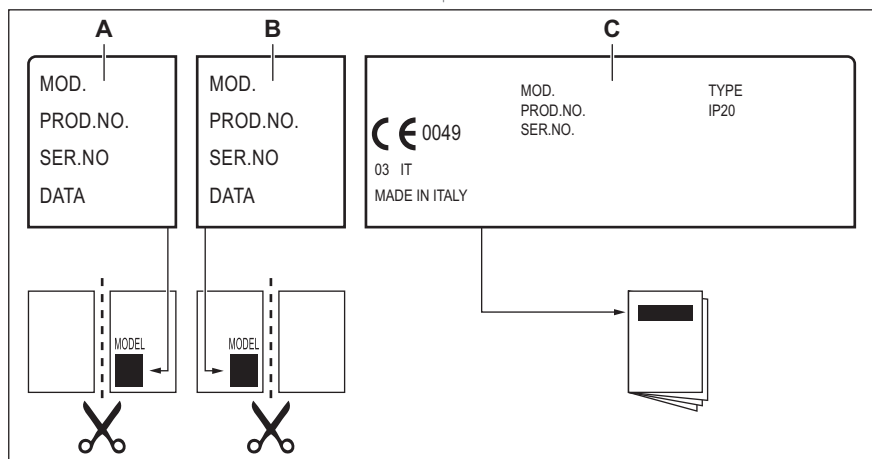 A
B
C
MOD.
PROD.NO.
SER.NO
DATA
MOD.
PROD.NO.
SER.NO
DATA
MOD.
PROD.NO.
SER.NO.
TYPE
IP20
CE 0049
03 IT
MADE IN ITALY
MODEL
MODEL